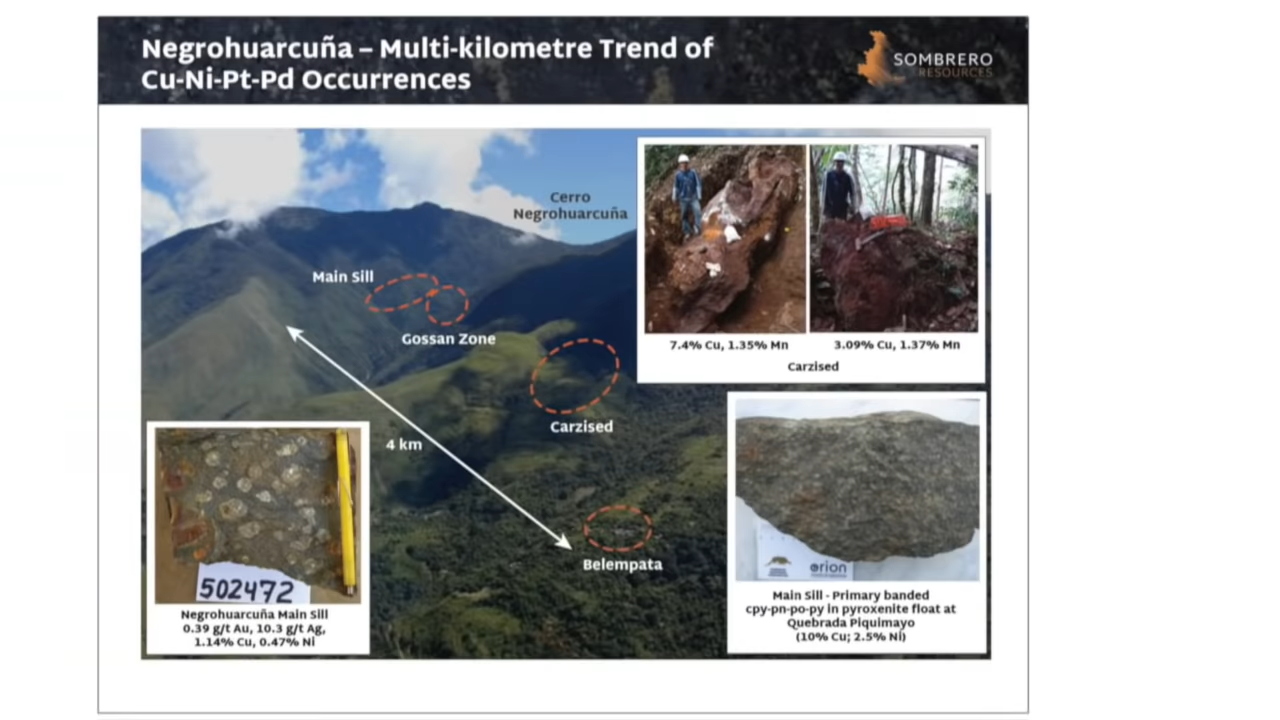 Negrohuarcuña – Multi-kilometre Trend of
Cu-Ni-Pt-Pd Occurrences
SOMBRERO
RESOURCES
Cerro
Negrohuarcuña
Main Sill
Gossan Zone
Carzised
4 km
Belempata
7.4% Cu, 1.35% Mn
3.09% Cu, 1.37% Mn
Carzised
502472
Negrohuarcuña Main Sill
0.39 g/t Au, 10.3 g/t Ag,
1.14% Cu, 0.47% Ni
orion
Main Sill - Primary banded
cpy-pn-po-py in pyroxenite float at
Quebrada Piquimayo
(10% Cu; 2.5% Ni)